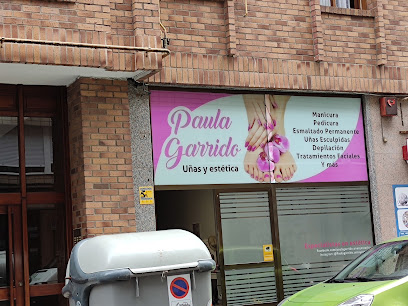 Paula
Garrido
Uñas y estética
Manicura
Pedicura
Esmaltado Permanente
Uñas Esculpidas
Depilación
Tratamientos Faciales
Y más